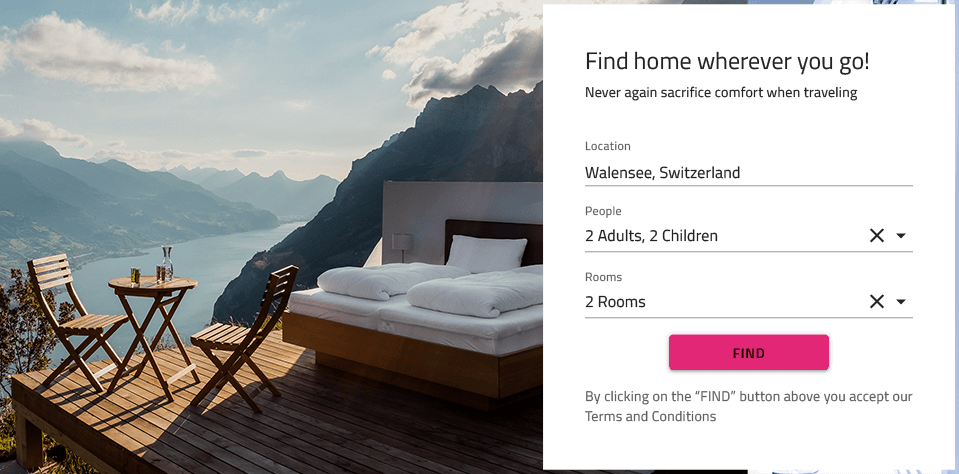 Find home wherever you go!
Never again sacrifice comfort when traveling
Location
Walensee, Switzerland
People
2 Adults, 2 Children
Rooms
2 Rooms
FIND
By clicking on the “FIND” button above you accept our
Terms and Conditions